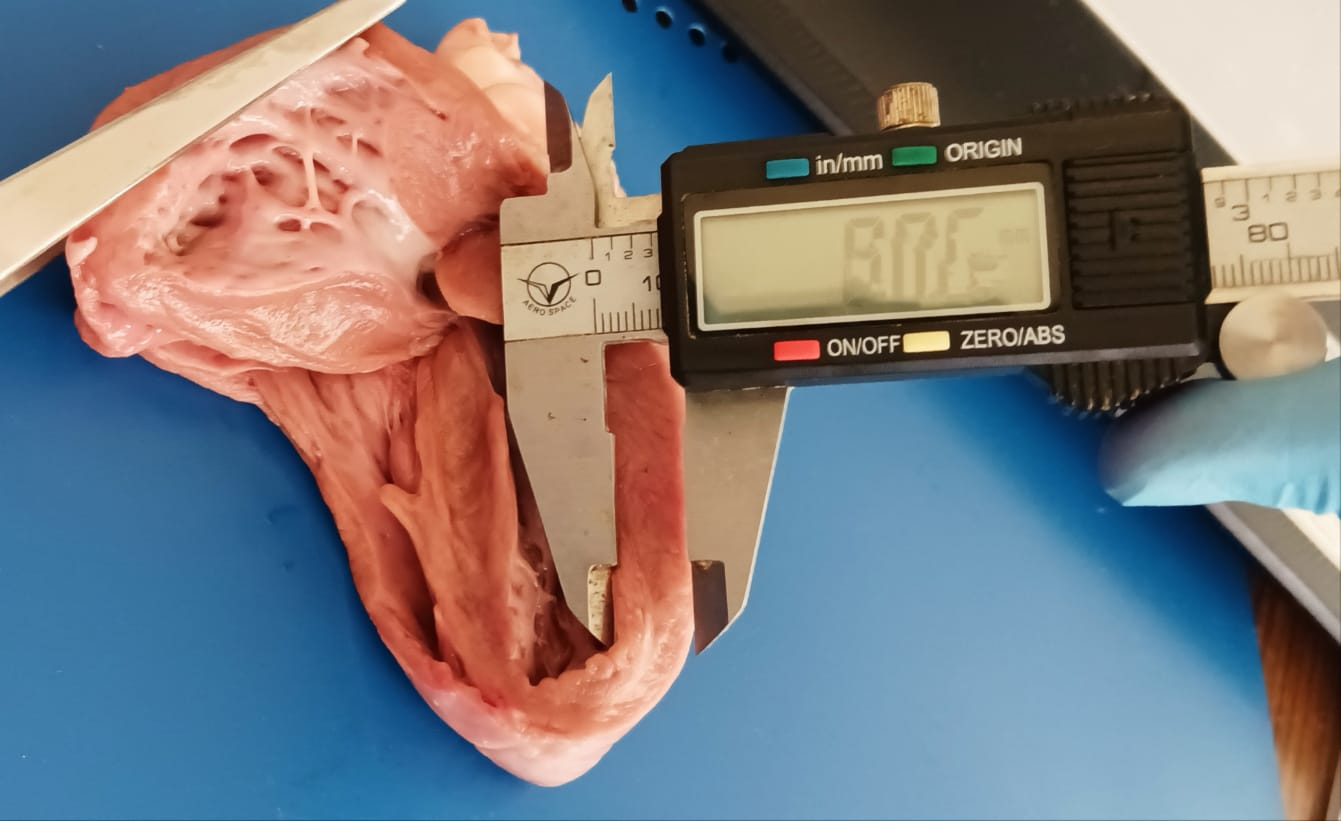 in/mm ORIGIN
1 2 3
0 10
AERO SPACE
3
80
ON/OFF ZERO/ABS